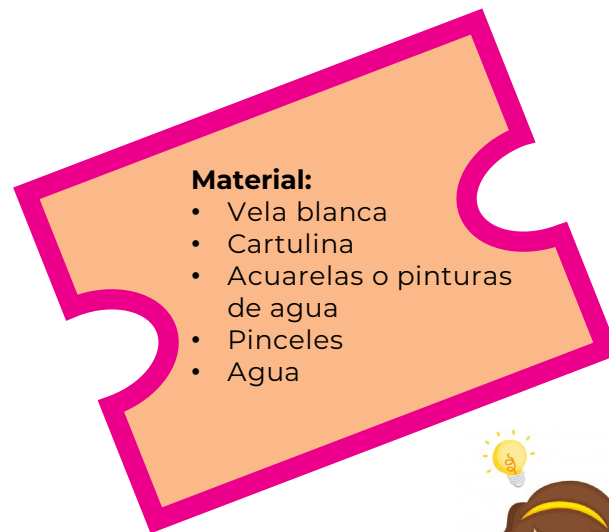 Material:
• Vela blanca
• Cartulina
• Acuarelas o pinturas
de agua
• Pinceles
• Agua